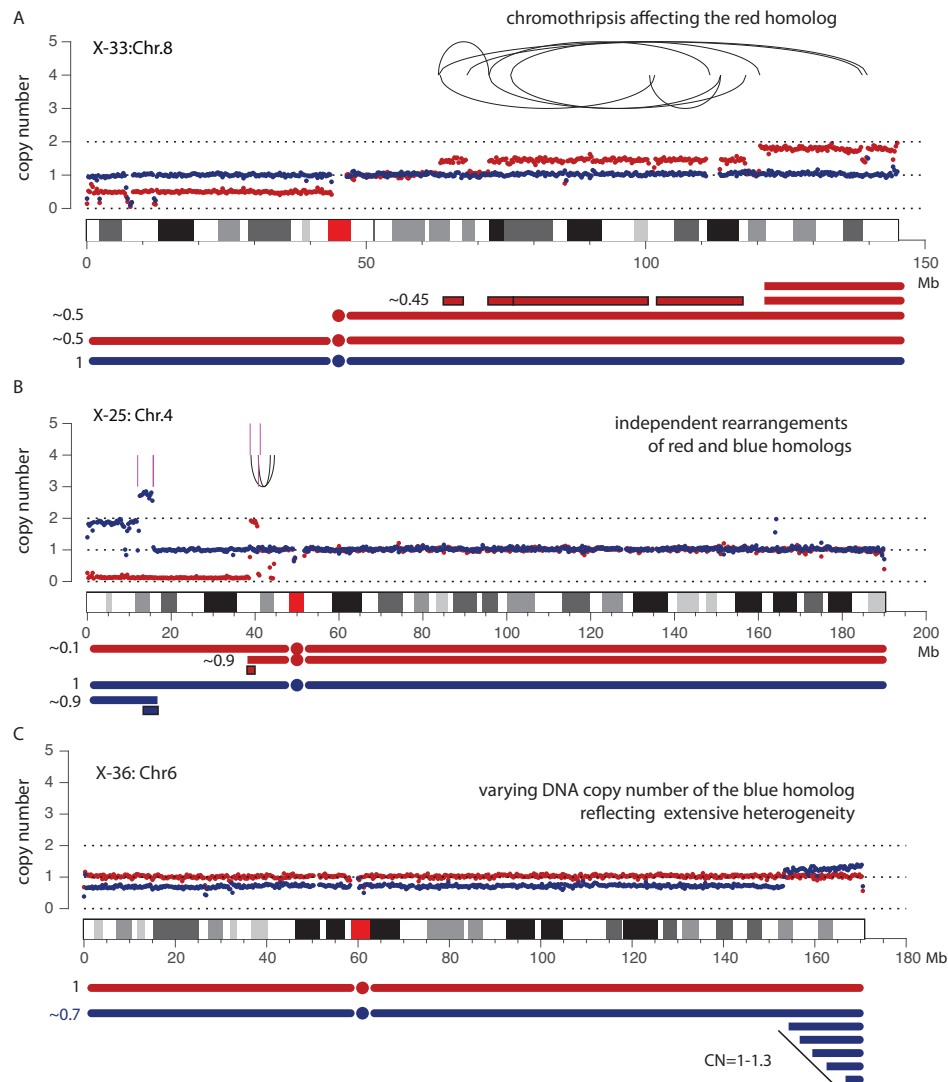 A
chromothripsis affecting the red homolog
X-33:Chr.8
copy number
5
4
3
2
1
0
0 50 100 150
Mb
~0.45
~0.5
~0.5
1
B
X-25: Chr.4
independent rearrangements
of red and blue homologs
copy number
5
4
3
2
1
0
0 20 40 60 80 100 120 140 160 180 200
Mb
~0.1
~0.9
1
~0.9
C
X-36: Chr6
varying DNA copy number of the blue homolog
reflecting extensive heterogeneity
copy number
5
4
3
2
1
0
0 20 40 60 80 100 120 140 160 180 Mb
1
~0.7
CN=1-1.3